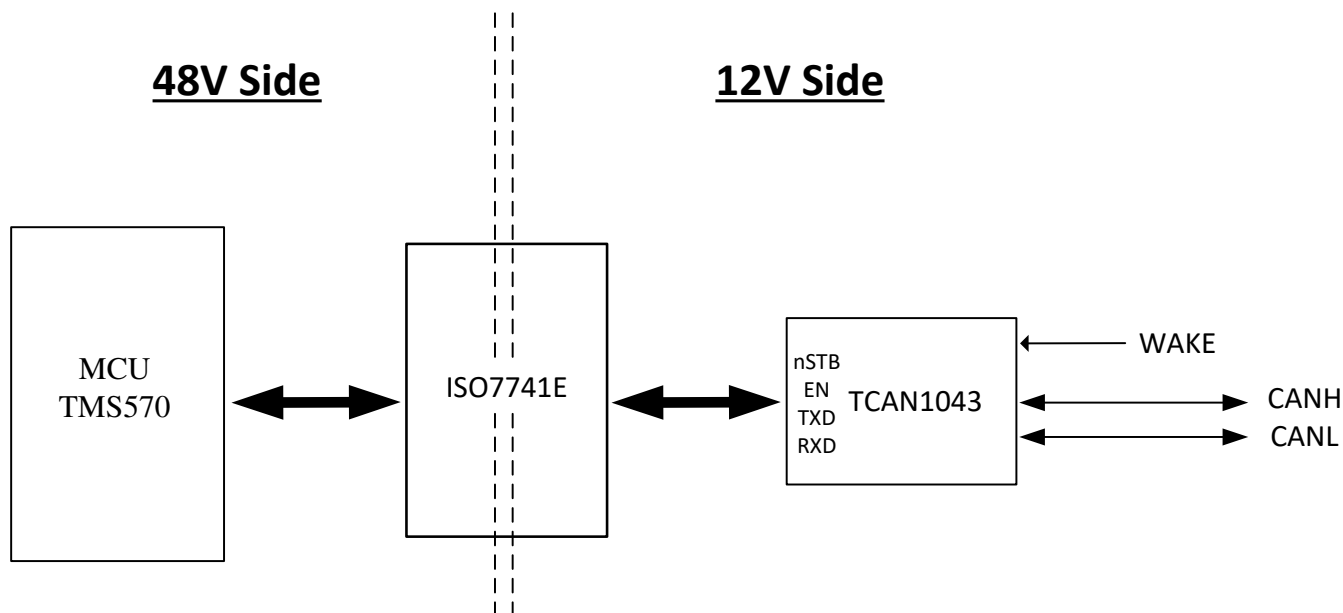 48V Side
12V Side
MCU
TMS570
ISO7741E
nSTB
EN
TXD
RXD
TCAN1043
WAKE
CANH
CANL